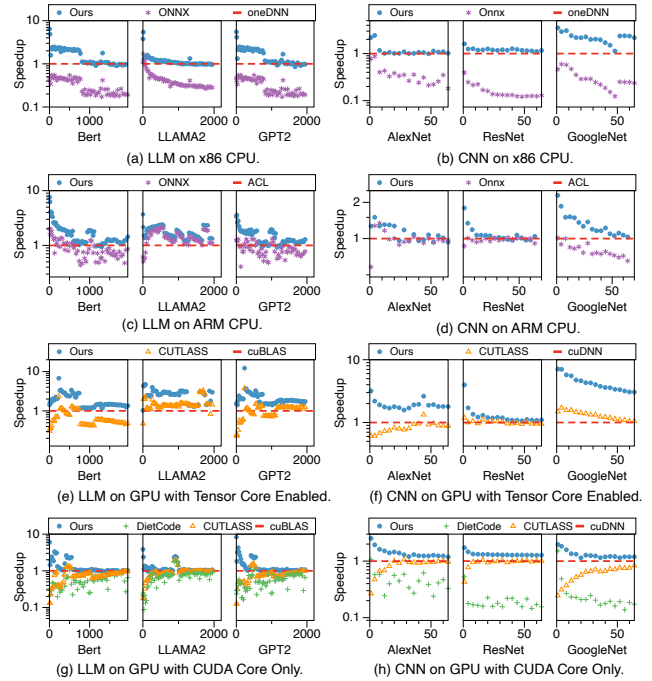 Ours ONNX oneDNN
Speedup
10
1
0.1
0 1000
0 1000 2000
0 1000 2000
Bert LLAMA2 GPT2
(a) LLM on x86 CPU.
Ours Onnx oneDNN
Speedup
1
0.1
0 50
0 50
0 50
AlexNet ResNet GoogleNet
(b) CNN on x86 CPU.
Ours ONNX ACL
Speedup
10
1
0 1000
0 1000 2000
0 1000 2000
Bert LLAMA2 GPT2
(c) LLM on ARM CPU.
Ours Onnx ACL
Speedup
2
1
0 50
0 50
0 50
AlexNet ResNet GoogleNet
(d) CNN on ARM CPU.
Ours CUTLASS cuBLAS
Speedup
10
1
0 1000
0 2000
0 2000
Bert LLAMA2 GPT2
(e) LLM on GPU with Tensor Core Enabled.
Ours CUTLASS cuDNN
Speedup
10
1
0 50
0 50
0 50
AlexNet ResNet GoogleNet
(f) CNN on GPU with Tensor Core Enabled.
Ours DietCode CUTLASS cuBLAS
Speedup
10
1
0.1
0 1000
0 1000 2000
0 1000 2000
Bert LLAMA2 GPT2
(g) LLM on GPU with CUDA Core Only.
Ours DietCode CUTLASS cuDNN
Speedup
1
0.1
0 50
0 50
0 50
AlexNet ResNet GoogleNet
(h) CNN on GPU with CUDA Core Only.